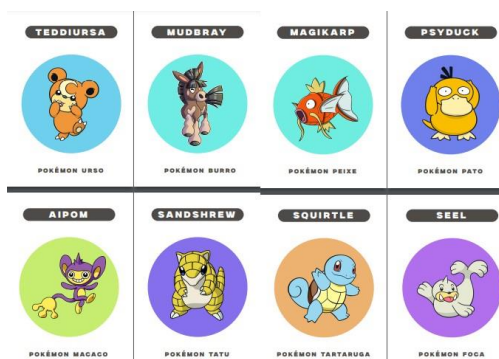 TEDDIURSA
POKÉMON URSO
MUDBRAY
POKÉMON BURRO
MAGIKARP
POKÉMON PEIXE
PSYDUCK
POKÉMON PATO
AIPOM
POKÉMON MACACO
SANDSHREW
POKÉMON TATU
SQUIRTLE
POKÉMON TARTARUGA
SEEL
POKÉMON FOCA